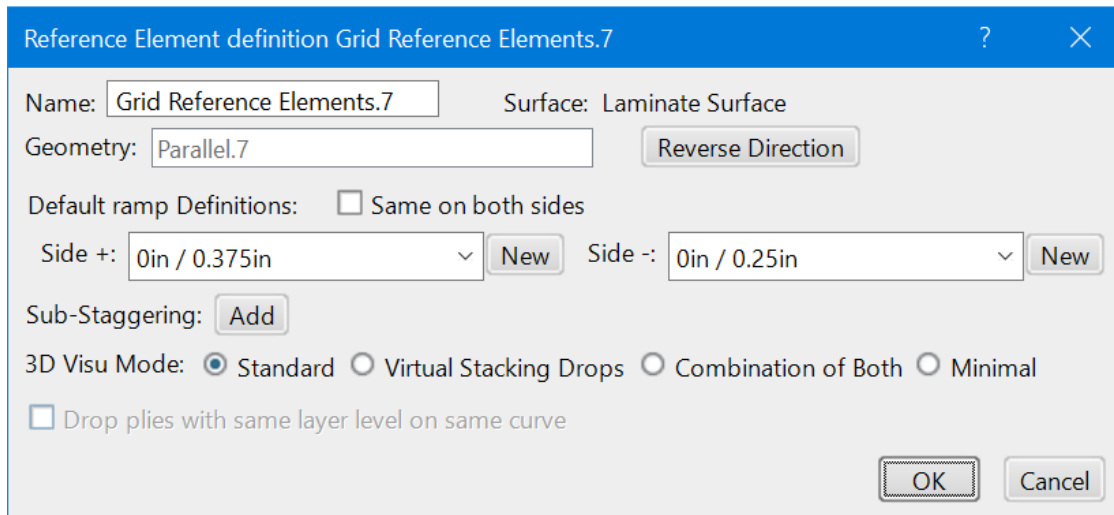 Reference Element definition Grid Reference Elements.7 ?
Name: Grid Reference Elements.7 Surface: Laminate Surface
Geometry: Parallel.7 Reverse Direction
Default ramp Definitions: Same on both sides
Side +: 0in / 0.375in New Side -: 0in / 0.25in New
Sub-Staggering: Add
3D Visu Mode: Standard Virtual Stacking Drops Combination of Both Minimal
Drop plies with same layer level on same curve
OK Cancel